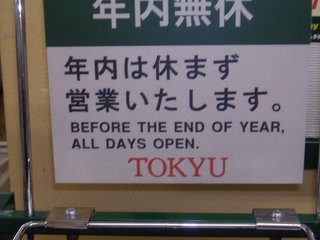 年内無休
年内は休まず
営業いたします。
BEFORE THE END OF YEAR,
ALL DAYS OPEN.
TOKYU